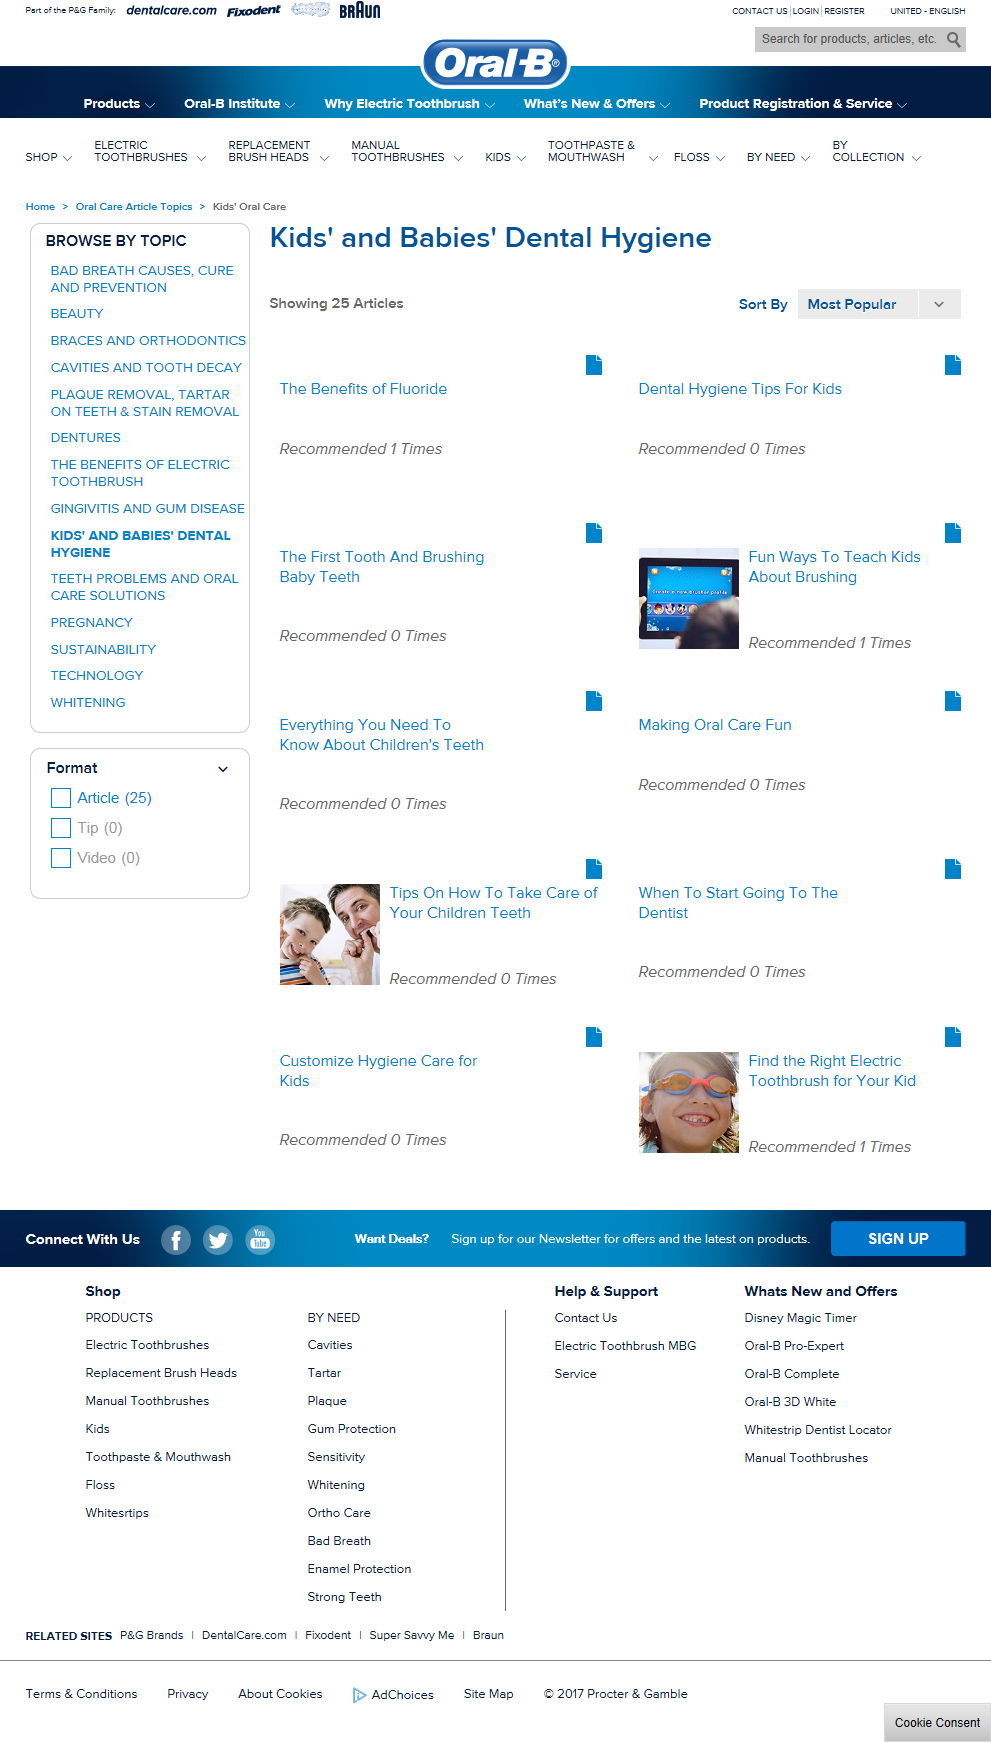 Part of the P&G Family: dentalcare.com Fixodent BRAUN
CONTACT US | LOGIN | REGISTER UNITED - ENGLISH
Search for products, articles, etc.
Oral-B®
Products
Oral-B Institute
Why Electric Toothbrush
What's New & Offers
Product Registration & Service
SHOP
ELECTRIC
TOOTHBRUSHES
REPLACEMENT
BRUSH HEADS
MANUAL
TOOTHBRUSHES
KIDS
TOOTHPASTE &
MOUTHWASH
FLOSS
BY NEED
BY
COLLECTION
Home > Oral Care Article Topics > Kids' Oral Care
BROWSE BY TOPIC
BAD BREATH CAUSES, CURE
AND PREVENTION
BEAUTY
BRACES AND ORTHODONTICS
CAVITIES AND TOOTH DECAY
PLAQUE REMOVAL, TARTAR
ON TEETH & STAIN REMOVAL
DENTURES
THE BENEFITS OF ELECTRIC
TOOTHBRUSH
GINGIVITIS AND GUM DISEASE
KIDS' AND BABIES' DENTAL
HYGIENE
TEETH PROBLEMS AND ORAL
CARE SOLUTIONS
PREGNANCY
SUSTAINABILITY
TECHNOLOGY
WHITENING
Format
Article (25)
Tip (0)
Video (0)
Kids' and Babies' Dental Hygiene
Showing 25 Articles
Sort By Most Popular
The Benefits of Fluoride
Recommended 1 Times
Dental Hygiene Tips For Kids
Recommended 0 Times
The First Tooth And Brushing
Baby Teeth
Recommended 0 Times
Create a new brusher profile
Fun Ways To Teach Kids
About Brushing
Recommended 1 Times
Everything You Need To
Know About Children's Teeth
Recommended 0 Times
Making Oral Care Fun
Recommended 0 Times
Tips On How To Take Care of
Your Children Teeth
Recommended 0 Times
When To Start Going To The
Dentist
Recommended 0 Times
Customize Hygiene Care for
Kids
Recommended 0 Times
Find the Right Electric
Toothbrush for Your Kid
Recommended 1 Times
Connect With Us
You
Tube
Want Deals? Sign up for our Newsletter for offers and the latest on products.
SIGN UP
Shop
PRODUCTS
Electric Toothbrushes
Replacement Brush Heads
Manual Toothbrushes
Kids
Toothpaste & Mouthwash
Floss
Whitesrtips
BY NEED
Cavities
Tartar
Plaque
Gum Protection
Sensitivity
Whitening
Ortho Care
Bad Breath
Enamel Protection
Strong Teeth
Help & Support
Contact Us
Electric Toothbrush MBG
Service
Whats New and Offers
Disney Magic Timer
Oral-B Pro-Expert
Oral-B Complete
Oral-B 3D White
Whitestrip Dentist Locator
Manual Toothbrushes
RELATED SITES P&G Brands | DentalCare.com | Fixodent | Super Savvy Me | Braun
Terms & Conditions Privacy About Cookies AdChoices Site Map © 2017 Procter & Gamble
Cookie Consent